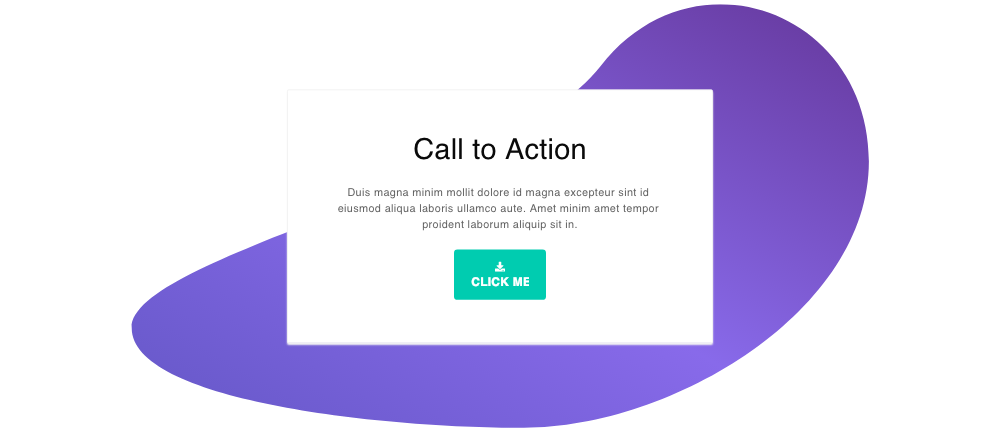 Call to Action
Duis magna minim mollit dolore id magna excepteur sint id
eiusmod aliqua laboris ullamco aute. Amet minim amet tempor
proident laborum aliquip sit in.
CLICK ME